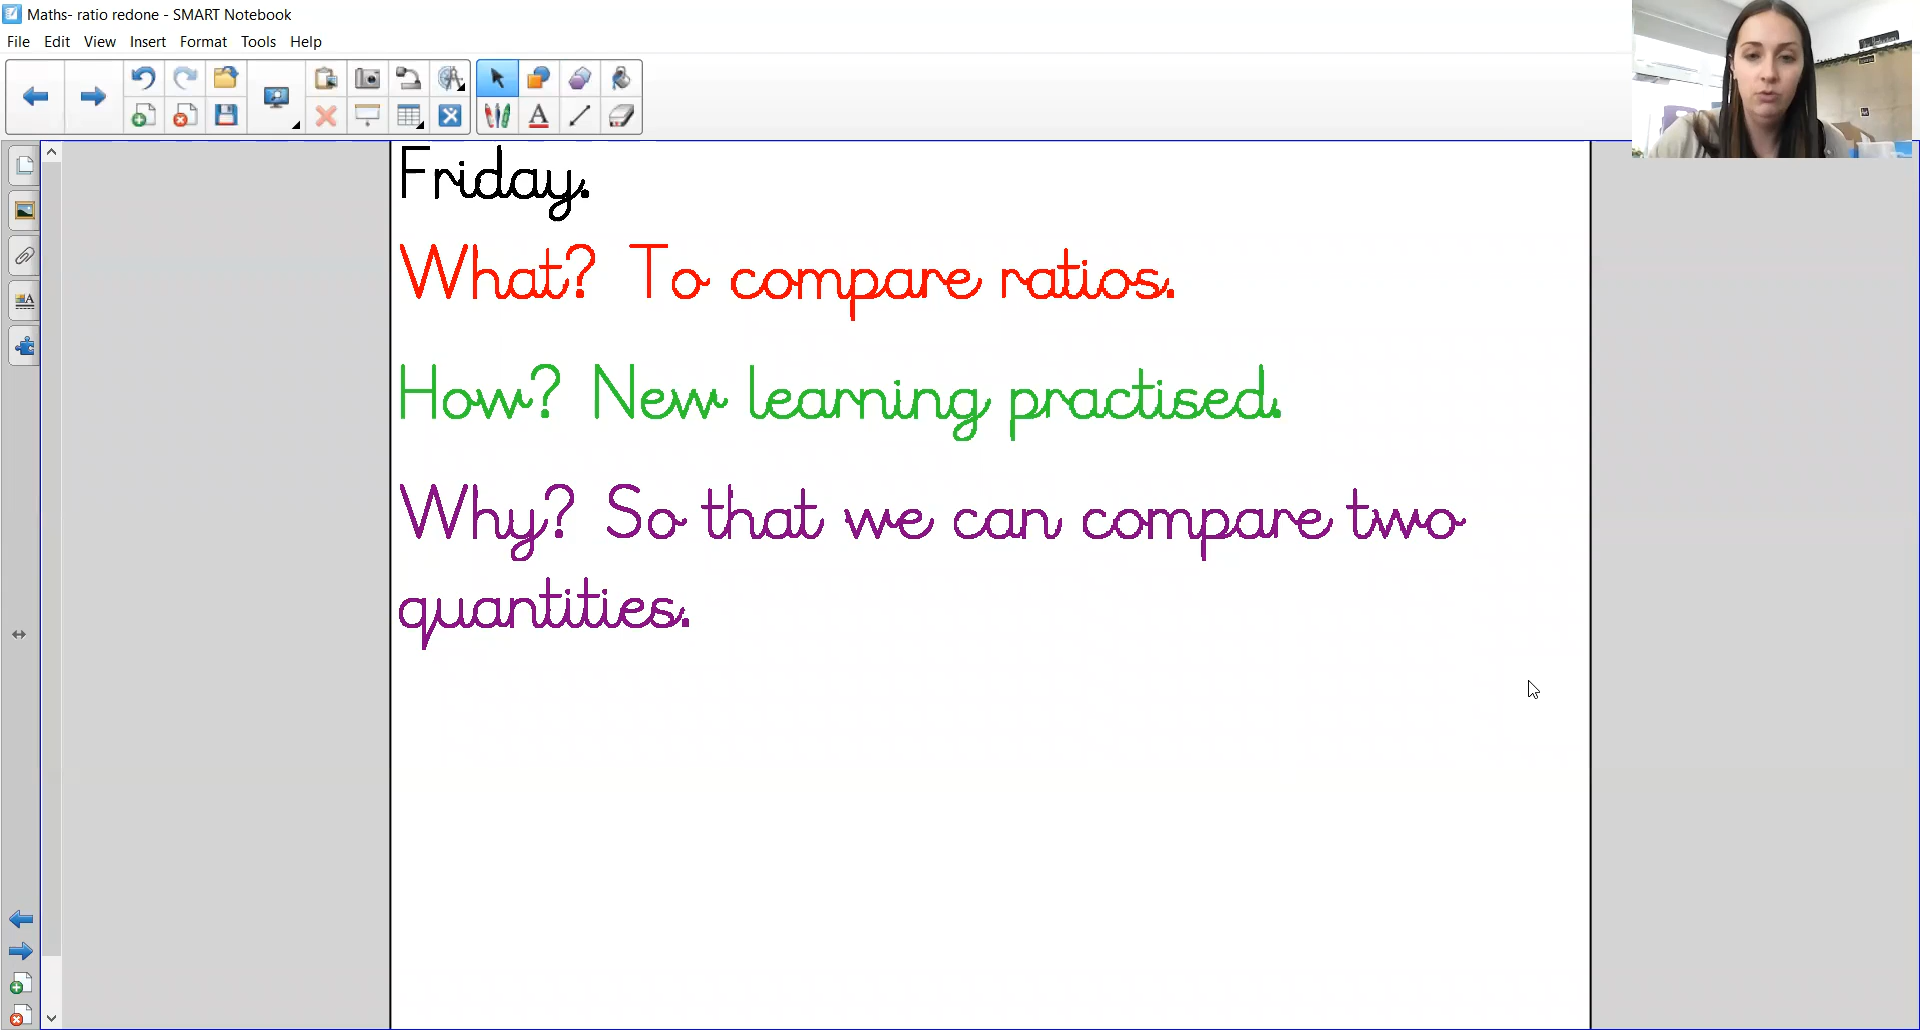 Maths- ratio redone - SMART Notebook
File Edit View Insert Format Tools Help
Friday.
What? To compare ratios.
How? New learning practised.
Why? So that we can compare two
quantities.